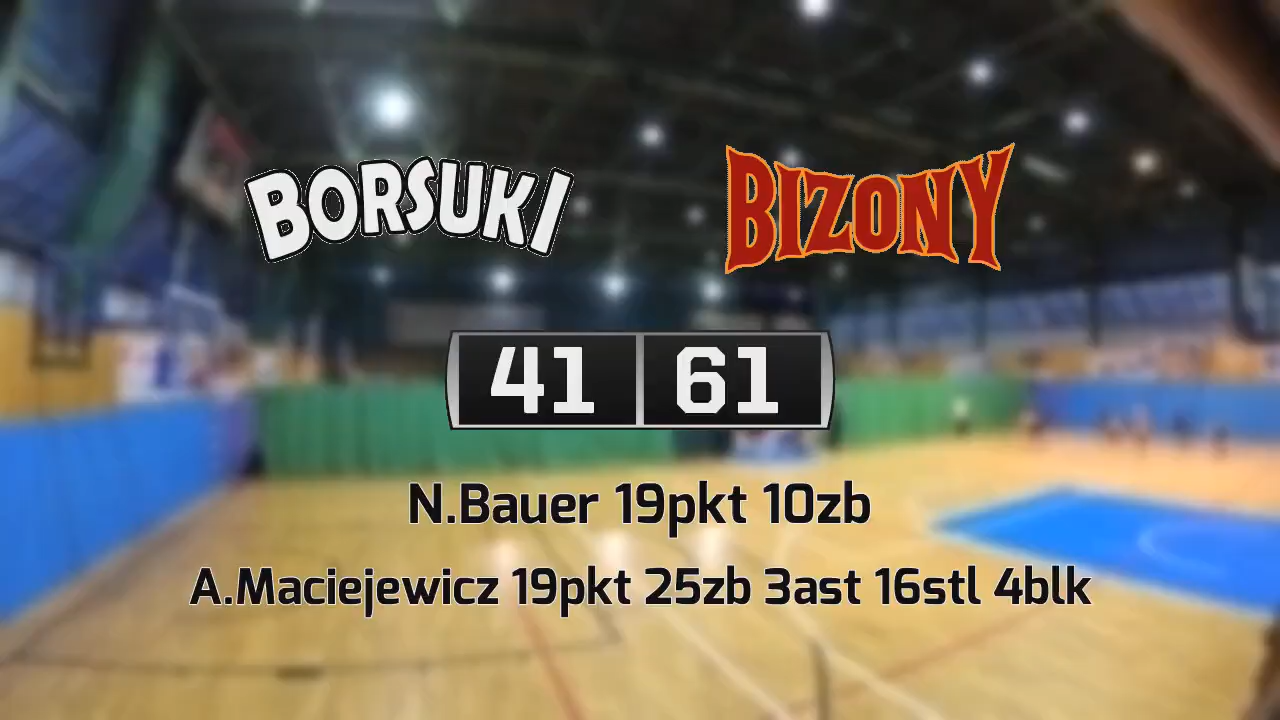 BORSUKI BIZONY
41 61
N.Bauer 19pkt 10zb
A.Maciejewicz 19pkt 25zb 3ast 16stl 4blk